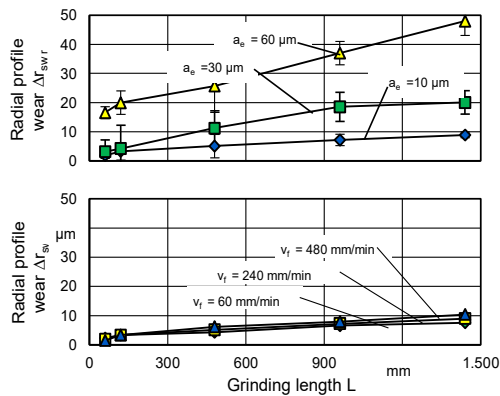 50
40
30
20
10
0
Radial profile
wear Δr_sw r
a_e = 60 µm
a_e = 30 µm
a_e = 10 µm
50
40
30
20
10
0
µm
Radial profile
wear Δr_sw
v_f = 480 mm/min
v_f = 240 mm/min
v_f = 60 mm/min
0 300 600 900 mm 1.500
Grinding length L